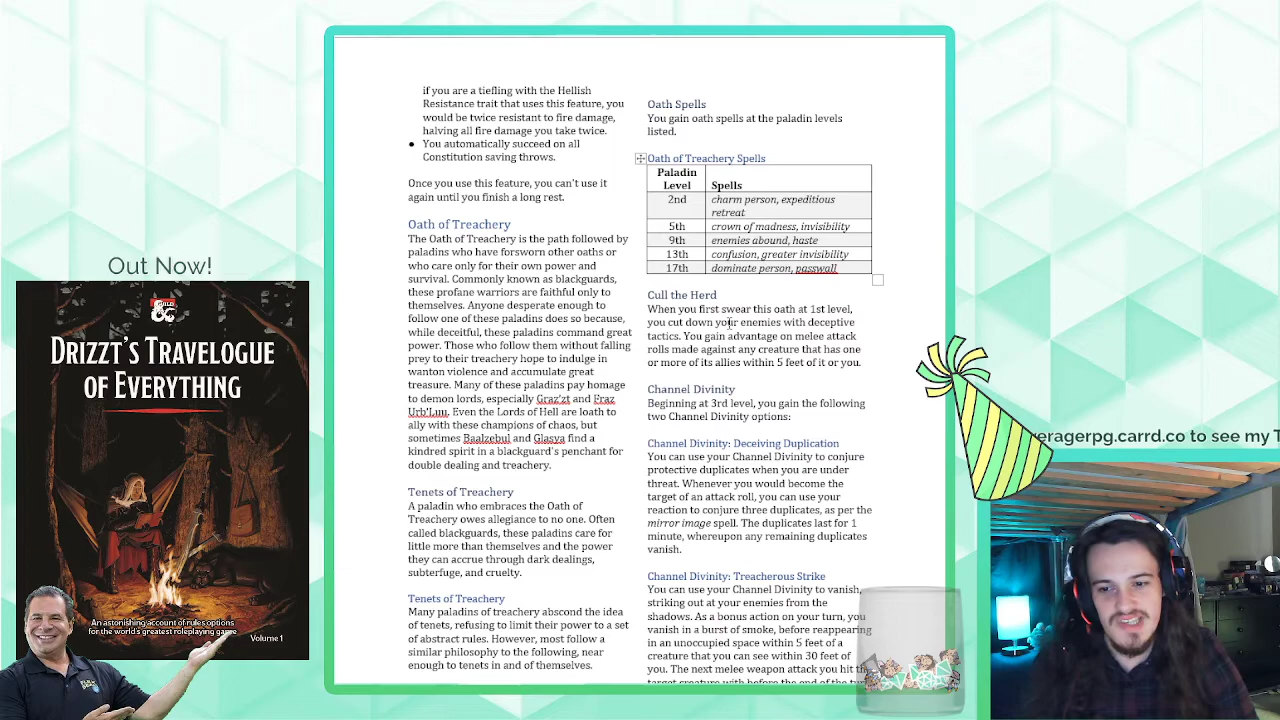 Out Now!
DRIZZT'S TRAVELOGUE
OF EVERYTHING
An astonishing account of rules options
for the world's greatest roleplaying game
Volume 1
if you are a tiefling with the Hellish
Resistance trait that uses this feature, you
would be twice resistant to fire damage,
halving all fire damage you take twice.
● You automatically succeed on all
Constitution saving throws.
Once you use this feature, you can't use it
again until you finish a long rest.
Oath of Treachery
The Oath of Treachery is the path followed by
paladins who have forsworn other oaths or
who care only for their own power and
survival. Commonly known as blackguards,
these profane warriors are faithful only to
themselves. Anyone desperate enough to
follow one of these paladins does so because,
while deceitful, these paladins command great
power. Those who follow them without falling
prey to their treachery hope to indulge in
wanton violence and accumulate great
treasure. Many of these paladins pay homage
to demon lords, especially Graz'zt and Fraz
Urb'Luu. Even the Lords of Hell are loath to
ally with these champions of chaos, but
sometimes Baalzebul and Glasya find a
kindred spirit in a blackguard's penchant for
double dealing and treachery.
Tenets of Treachery
A paladin who embraces the Oath of
Treachery owes allegiance to no one. Often
called blackguards, these paladins care for
little more than themselves and the power
they can accrue through dark dealings,
subterfuge, and cruelty.
Tenets of Treachery
Many paladins of treachery abscond the idea
of tenets, refusing to limit their power to a set
of abstract rules. However, most follow a
similar philosophy to the following, near
enough to tenets in and of themselves.
Oath Spells
You gain oath spells at the paladin levels
listed.
Oath of Treachery Spells
Paladin
Level Spells
2nd charm person, expeditious
retreat
5th crown of madness, invisibility
9th enemies abound, haste
13th confusion, greater invisibility
17th dominate person, passwall
Cull the Herd
When you first swear this oath at 1st level,
you cut down your enemies with deceptive
tactics. You gain advantage on melee attack
rolls made against any creature that has one
or more of its allies within 5 feet of it or you.
Channel Divinity
Beginning at 3rd level, you gain the following
two Channel Divinity options:
Channel Divinity: Deceiving Duplication
You can use your Channel Divinity to conjure
protective duplicates when you are under
threat. Whenever you would become the
target of an attack roll, you can use your
reaction to conjure three duplicates, as per the
mirror image spell. The duplicates last for 1
minute, whereupon any remaining duplicates
vanish.
Channel Divinity: Treacherous Strike
You can use your Channel Divinity to vanish,
striking out at your enemies from the
shadows. As a bonus action on your turn, you
vanish in a burst of smoke, before reappearing
in an unoccupied space within 5 feet of a
creature that you can see within 30 feet of
you. The next melee weapon attack you hit the
target creature with before the end of the turn
eragerpg.carrd.co to see my